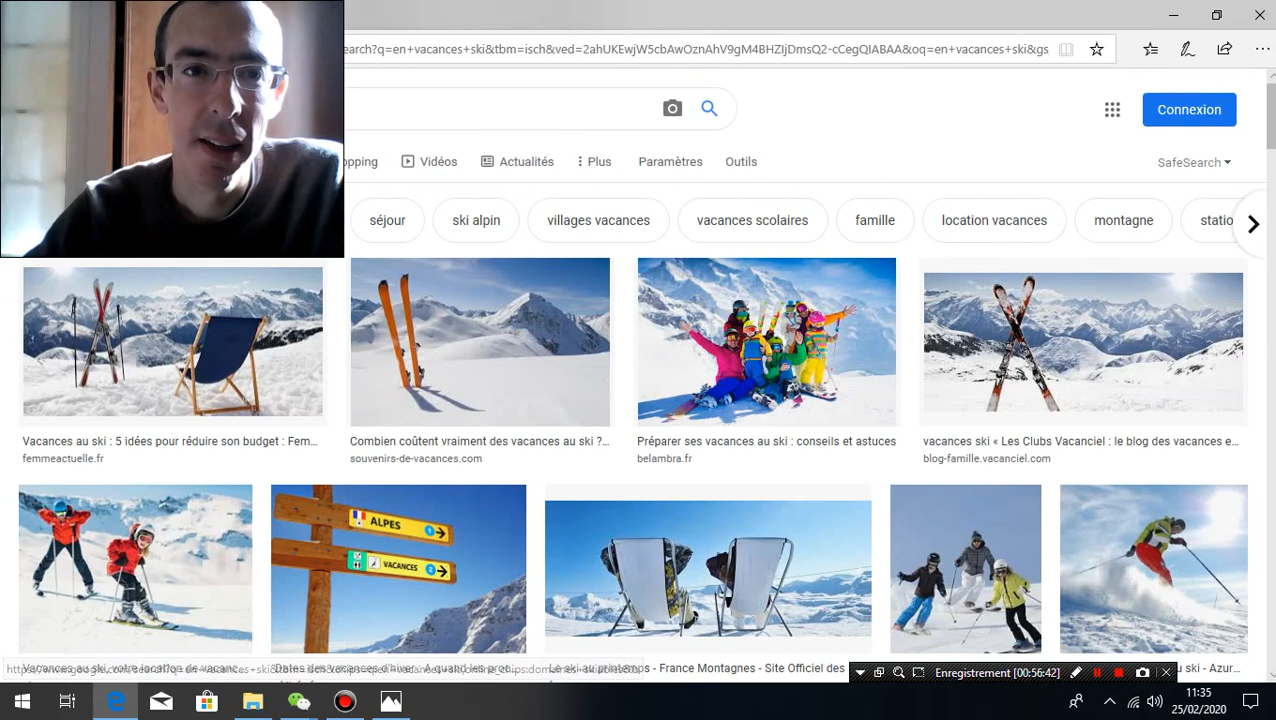 earch?q=en+vacances+ski&tbm=isch&ved=2ahUKEwjW5cbAwOznAhV9gM4BHZIjDmsQ2-cCegQIABAA&oq=en+vacances+ski&gs
Connexion
pping Vidéos Actualités Plus Paramètres Outils SafeSearch
séjour ski alpin villages vacances vacances scolaires famille location vacances montagne statio
Vacances au ski : 5 idées pour réduire son budget : Fem...
femmeactuelle.fr
Combien coûtent vraiment des vacances au ski ?...
souvenirs-de-vacances.com
Préparer ses vacances au ski : conseils et astuces
belambra.fr
vacances ski « Les Clubs Vacanciel : le blog des vacances e...
blog-famille.vacanciel.com
ALPES 1
VACANCES 2
France Montagnes - Site Officiel des
ski - Azur...
Enregistrement [00:56:42]
11:35
25/02/2020